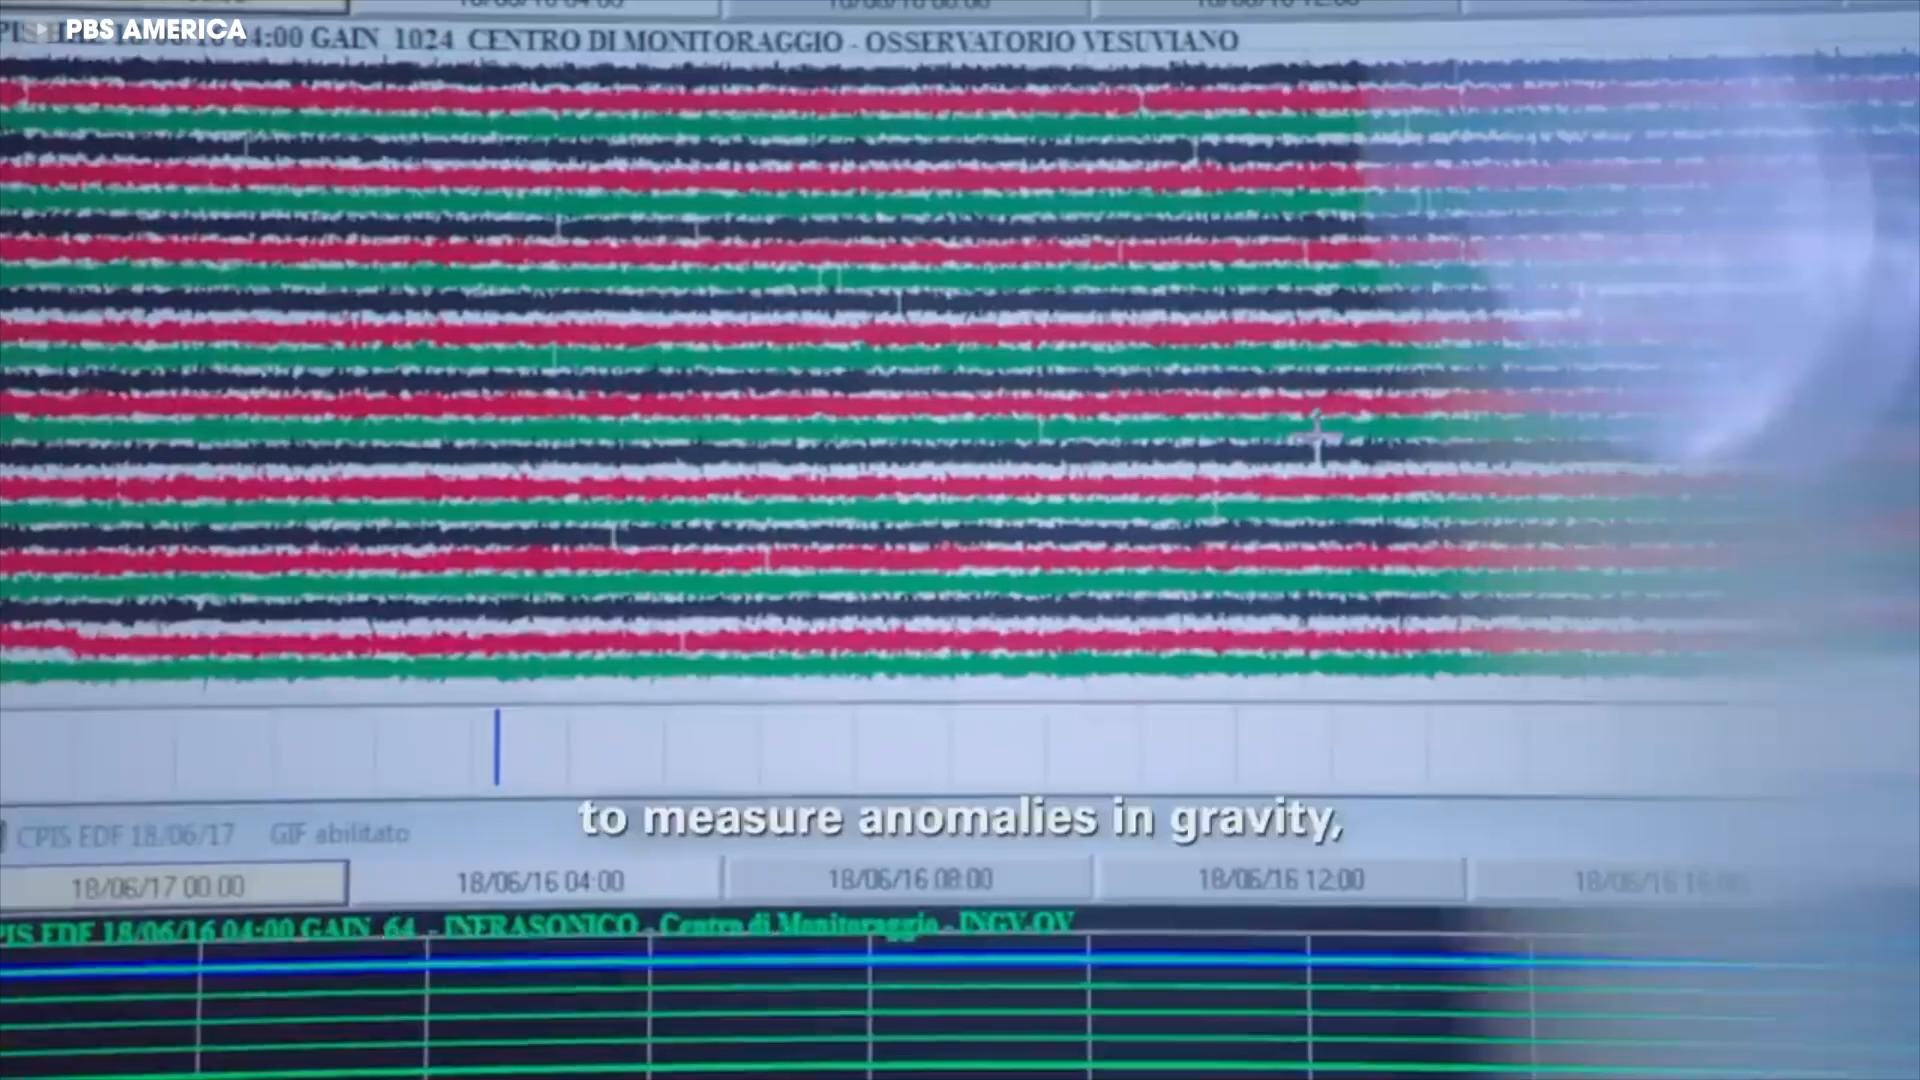 PBS AMERICA
04:00 GAIN 1024 CENTRO DI MONITORAGGIO - OSSERVATORIO VESUVIANO
to measure anomalies in gravity,
CPIS EDF 18/06/17 GIF abilitato
18/06/17 00:00 18/06/16 04:00 18/06/16 08:00 18/06/16 12:00
PIS EDF 18/06/16 04:00 GAIN 64 - INFRASONICO - Centro di Monitoraggio - INGV-OV